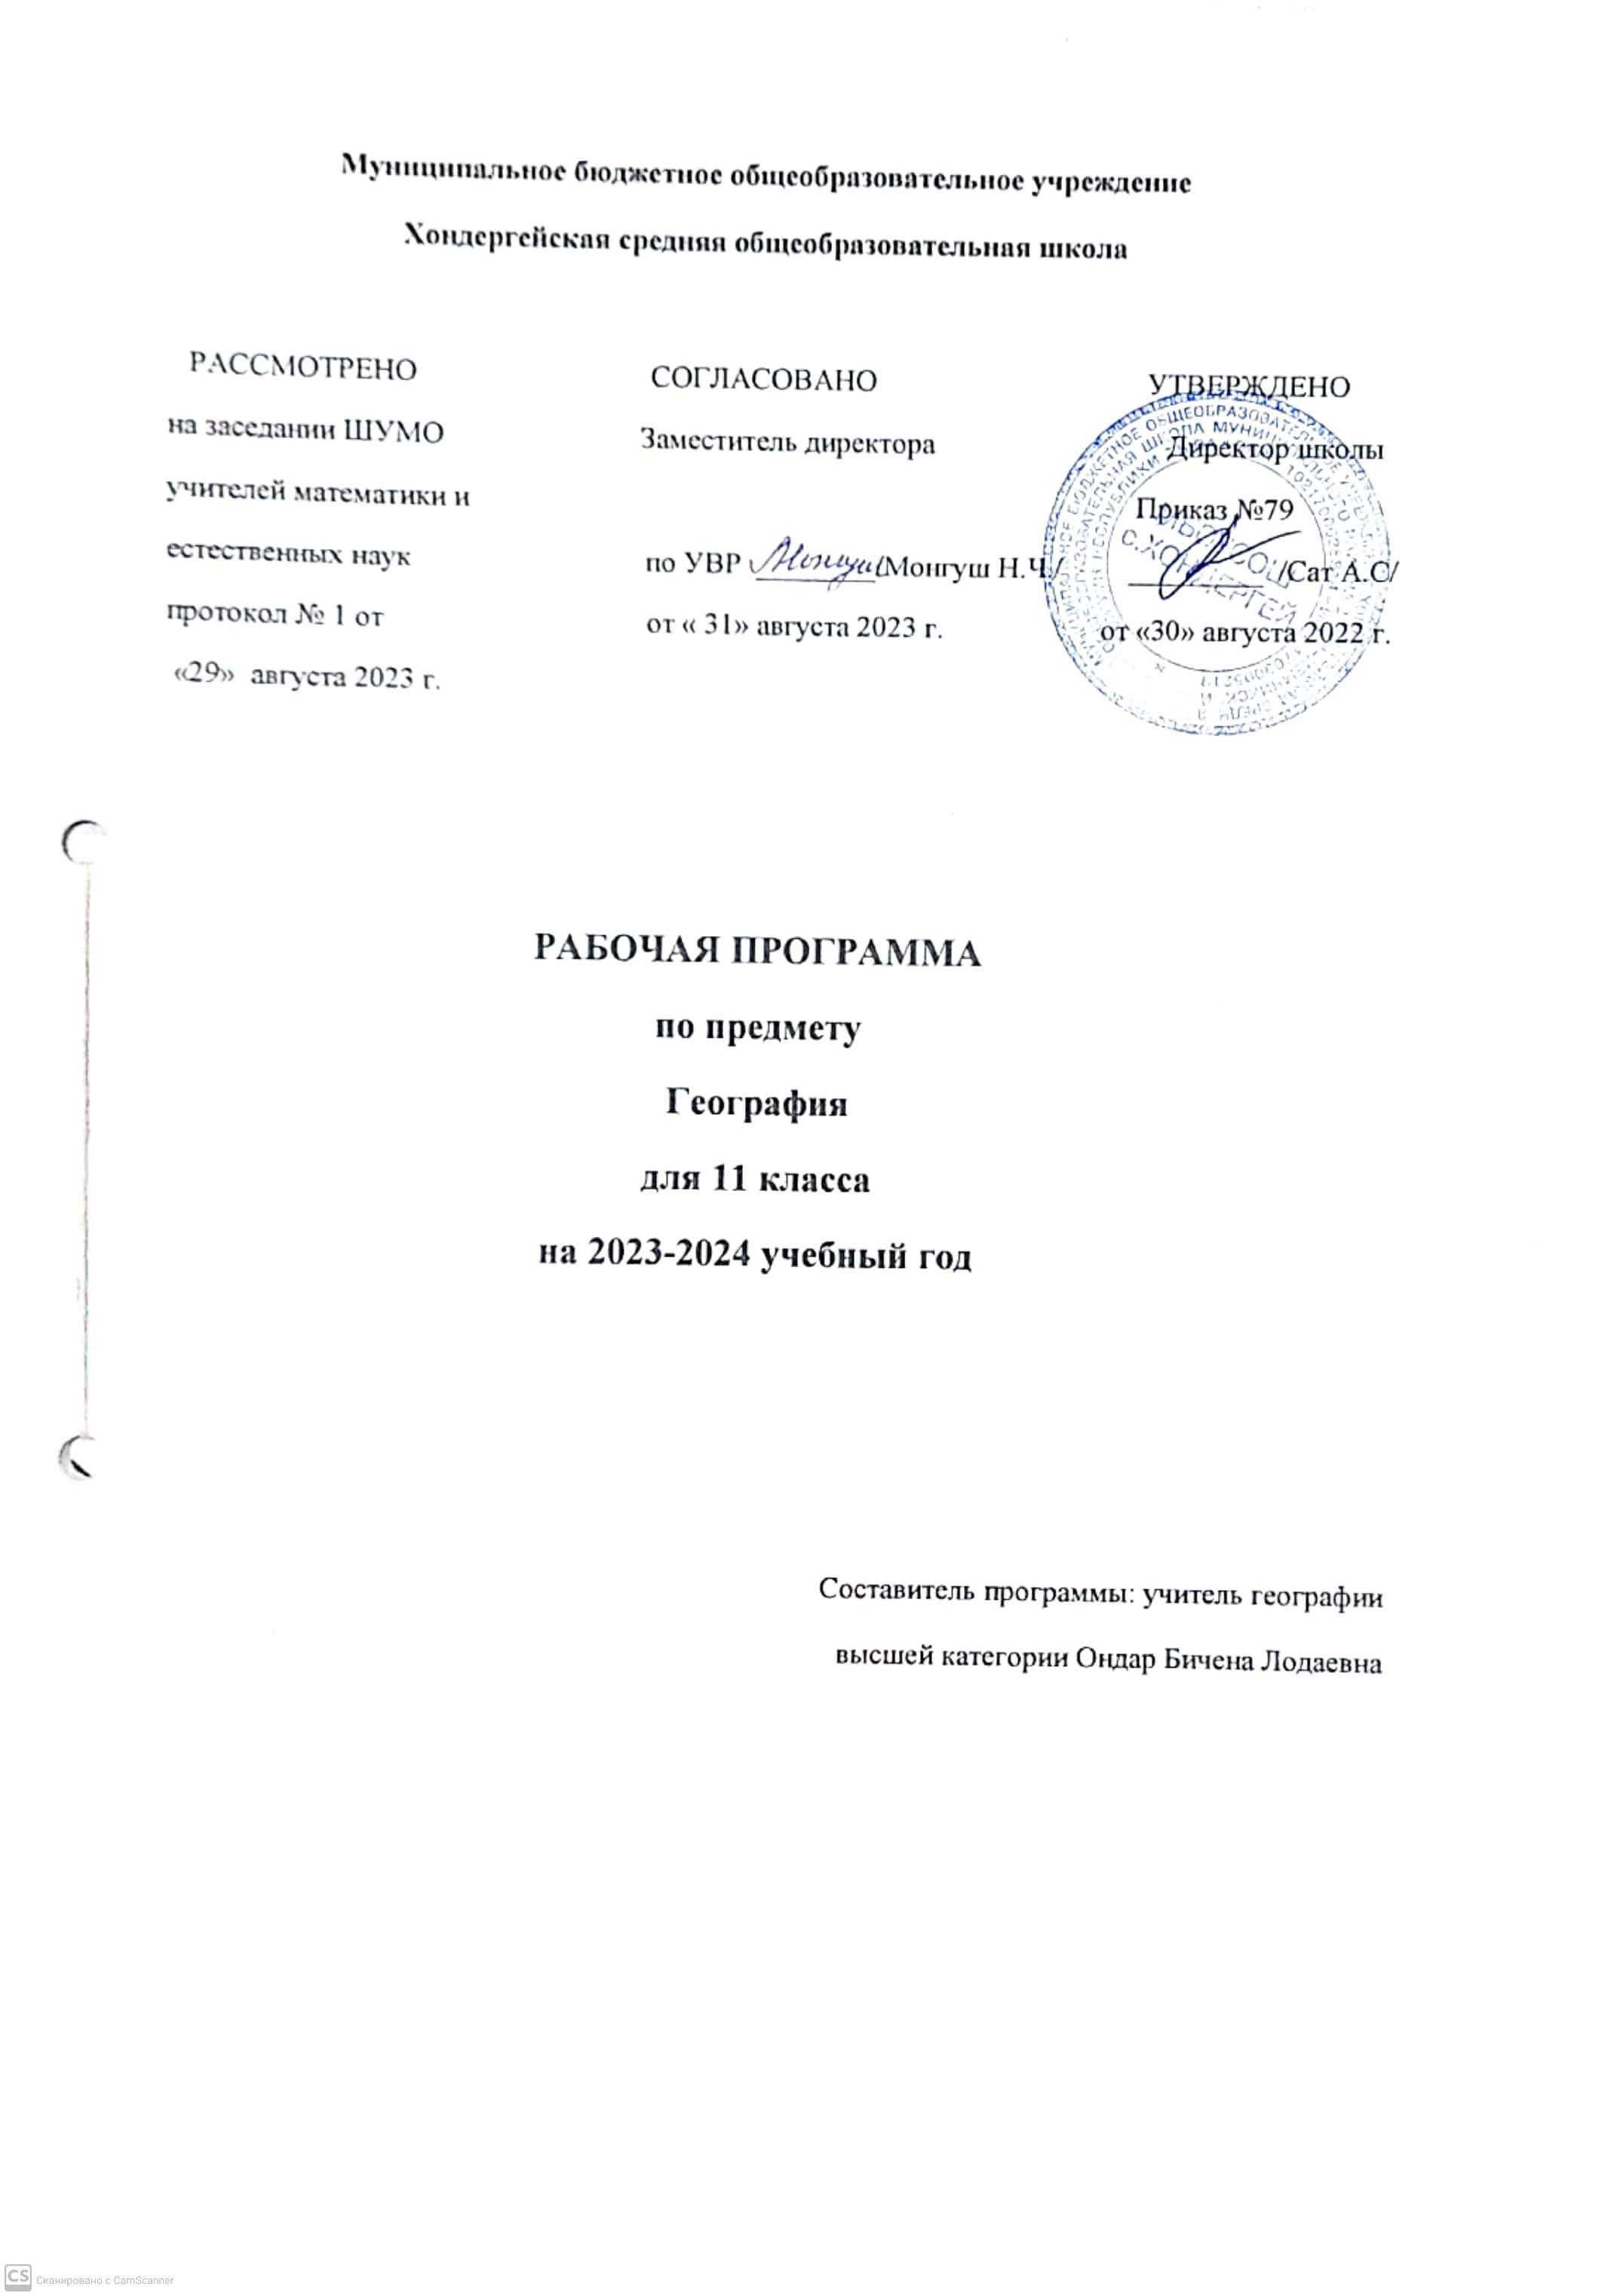 Муниципальное бюджетное общеобразовательное учреждение
Хондергейская средняя общеобразовательная школа
РАССМОТРЕНО
на заседании ШУМО
учителей математики и
естественных наук
протокол № 1 от
«29» августа 2023 г.
СОГЛАСОВАНО
Заместитель директора
по УВР /Монгуш Н.Ч./
от « 31» августа 2023 г.
УТВЕРЖДЕНО
Директор школы
Приказ №79
/Сат А.С/
от «30» августа 2022 г.
С.ХОНДЕРГЕЙ
РАБОЧАЯ ПРОГРАММА
по предмету
География
для 11 класса
на 2023-2024 учебный год
Составитель программы: учитель географии
высшей категории Ондар Бичена Лодаевна
CS Сканировано с CamScanner